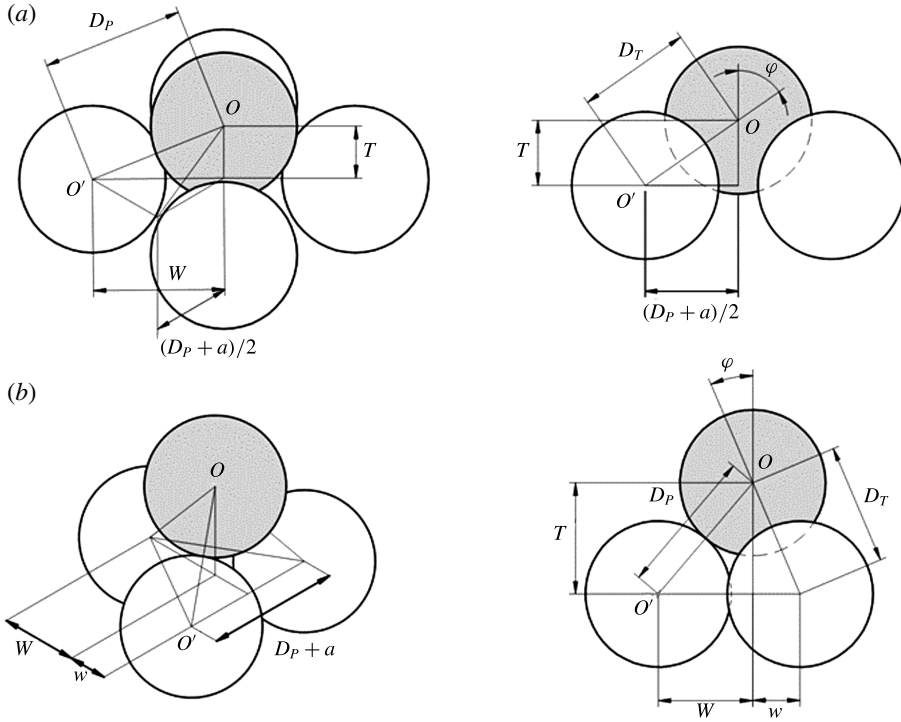 (a)
D_P
O
T
O′
W
(D_P + a)/2
D_T
φ
T
O
O′
(D_P + a)/2
(b)
O
O′
W
w
D_P + a
φ
O
D_P
D_T
T
O′
W
w